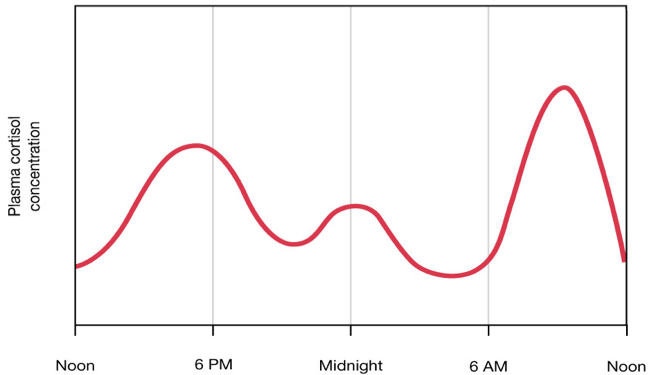 Plasma cortisol
concentration
Noon 6 PM Midnight 6 AM Noon